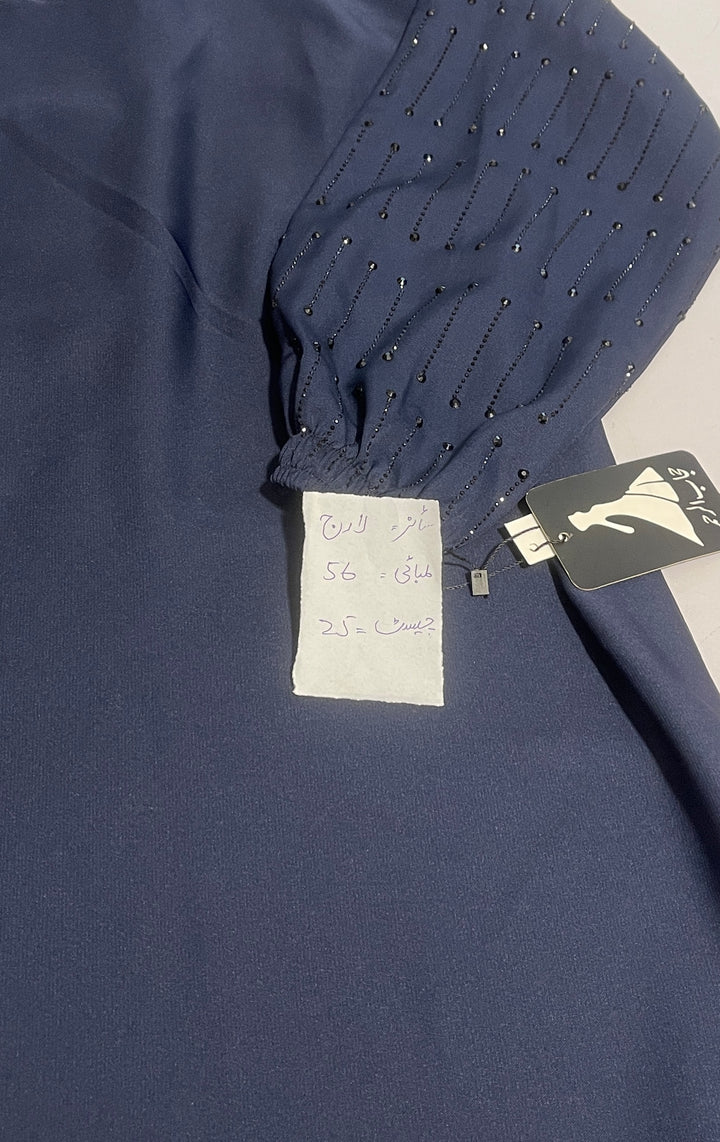 سائز = لارج
لمبائی = 56
چیسٹ = 25